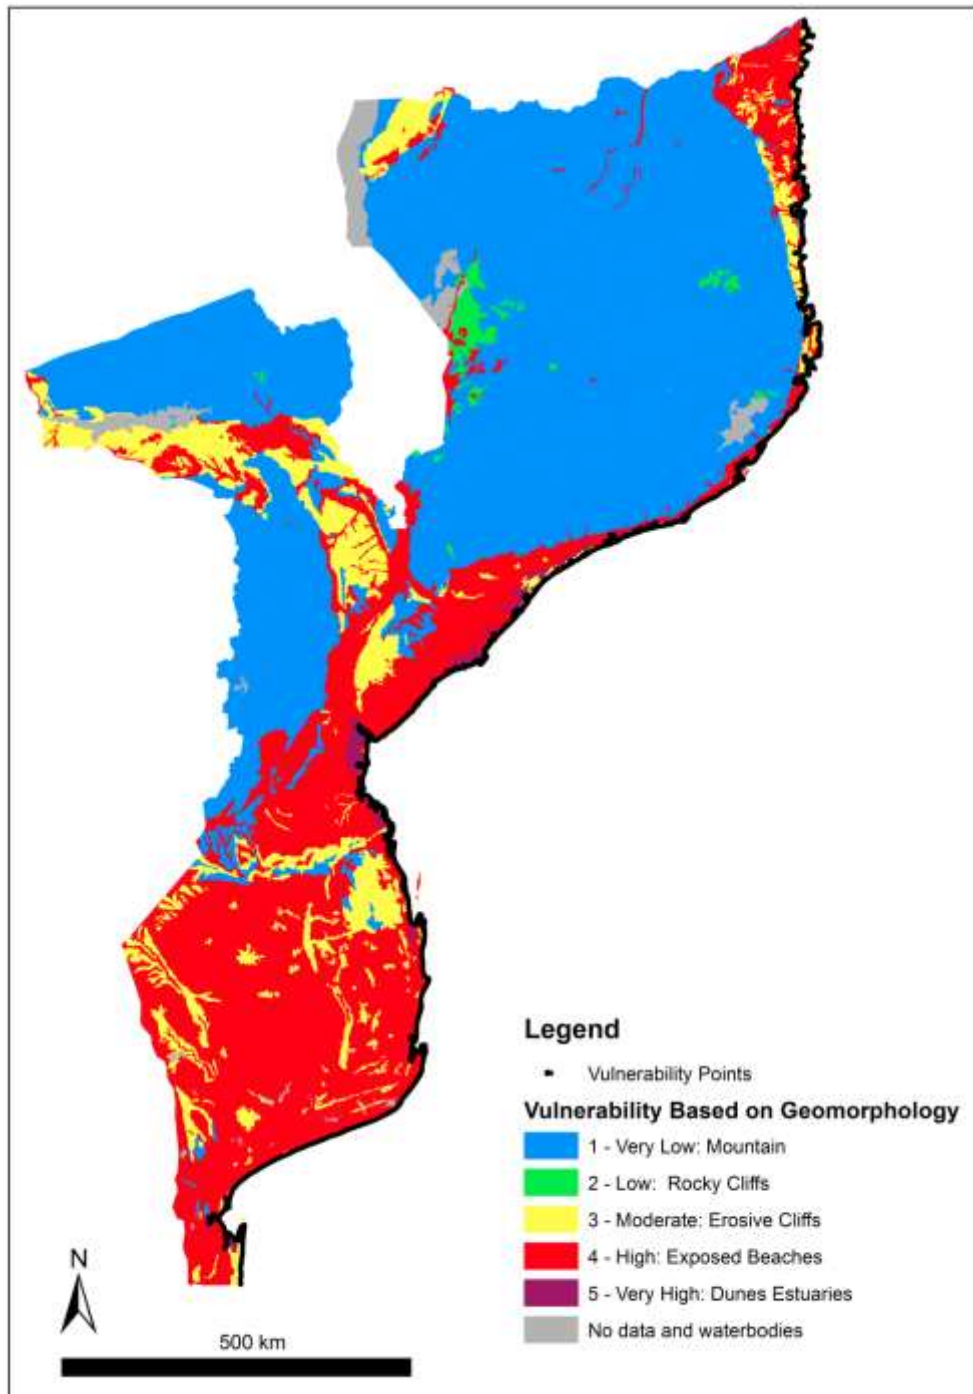 Legend
Vulnerability Points
Vulnerability Based on Geomorphology
1 - Very Low: Mountain
2 - Low: Rocky Cliffs
3 - Moderate: Erosive Cliffs
4 - High: Exposed Beaches
5 - Very High: Dunes Estuaries
No data and waterbodies
N
500 km